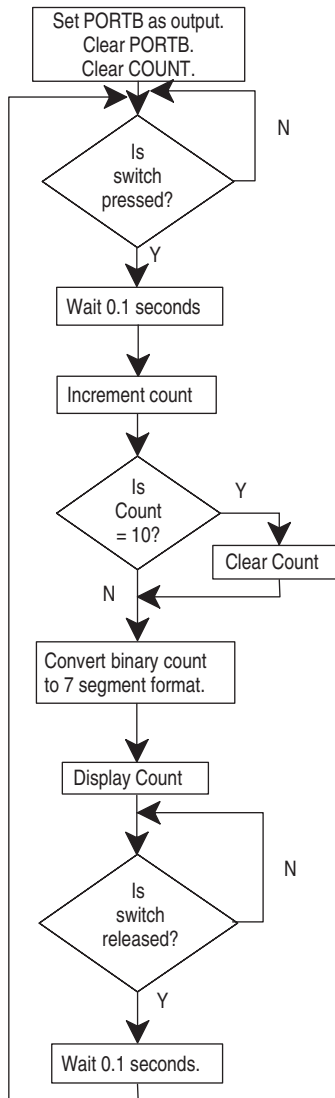 Set PORTB as output.
Clear PORTB.
Clear COUNT.
N
Is
switch
pressed?
Y
Wait 0.1 seconds
Increment count
Is
Count
= 10?
Y
Clear Count
N
Convert binary count
to 7 segment format.
Display Count
N
Is
switch
released?
Y
Wait 0.1 seconds.